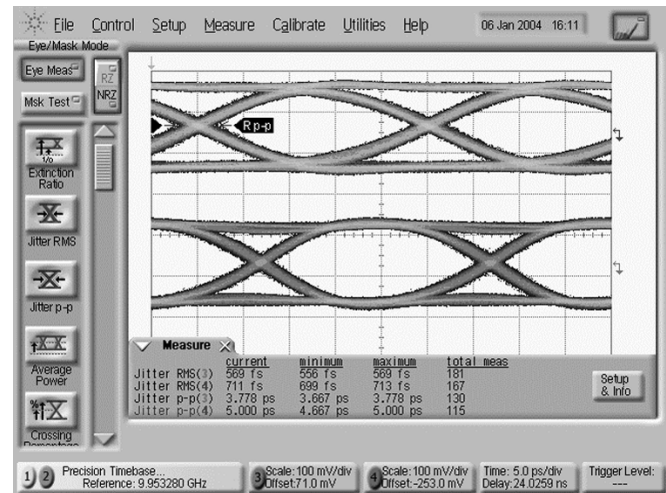 File Control Setup Measure Calibrate Utilities Help 06 Jan 2004 16:11
Eye/Mask Mode
Eye Meas
RZ
NRZ
Msk Test
Extinction
Ratio
Jitter RMS
Jitter p-p
Average
Power
Crossing
Percentage
R p-p
Measure
current minimum maximum total meas
Jitter RMS(3) 569 fs 556 fs 569 fs 181
Jitter RMS(4) 711 fs 699 fs 713 fs 167
Jitter p-p(3) 3.778 ps 3.667 ps 3.778 ps 130
Jitter p-p(4) 5.000 ps 4.667 ps 5.000 ps 115
Setup
& Info
1 2 Precision Timebase...
Reference: 9.953280 GHz
3 Scale:100 mV/div
Offset:71.0 mV
4 Scale:100 mV/div
Offset:-253.0 mV
Time: 5.0 ps/div
Delay:24.0259 ns
Trigger Level:
---